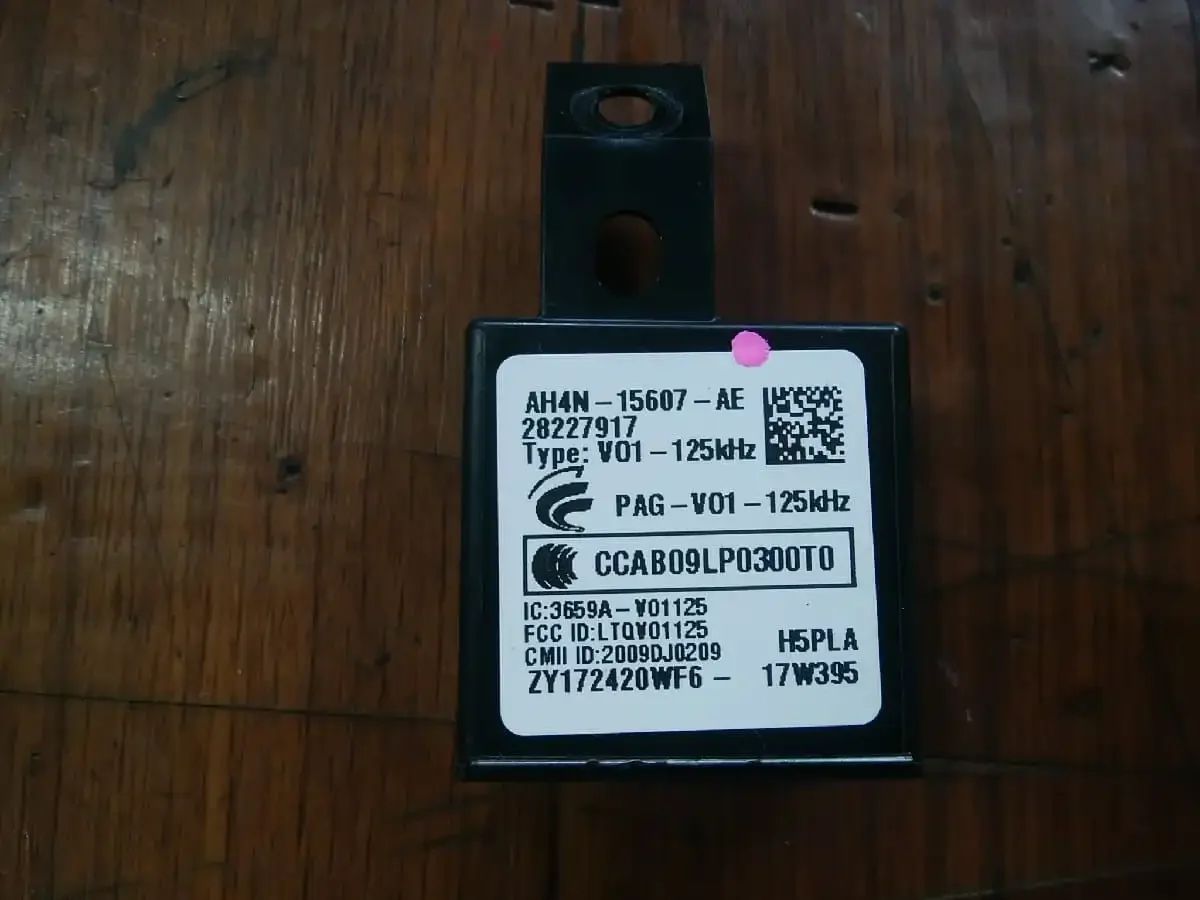 AH4N-15607-AE
28227917
Type: V01-125kHz
PAG-V01-125kHz
CCAB09LP0300T0
IC:3659A-V01125
FCC ID:LTQV01125
CMII ID:2009DJ0209
H5PLA
ZY172420WF6- 17W395